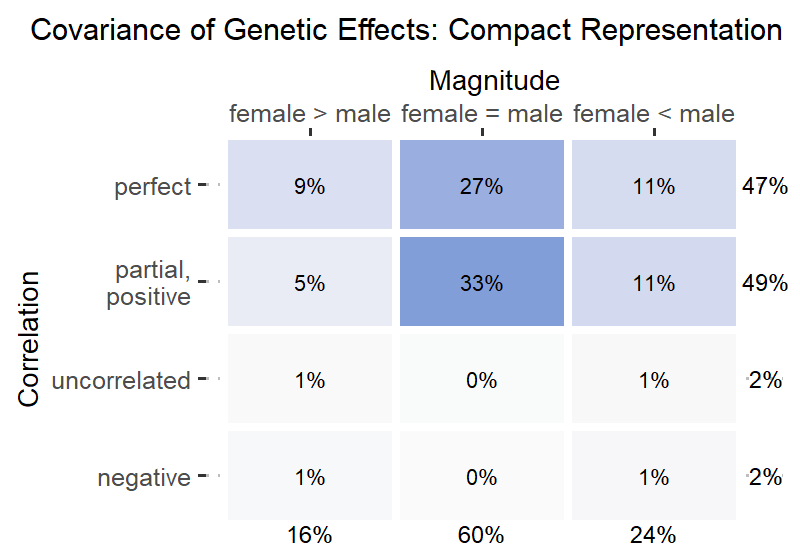 Covariance of Genetic Effects: Compact Representation
Magnitude
female > male female = male female < male
perfect 9% 27% 11% 47%
partial,
positive 5% 33% 11% 49%
uncorrelated 1% 0% 1% 2%
negative 1% 0% 1% 2%
16% 60% 24%
Correlation